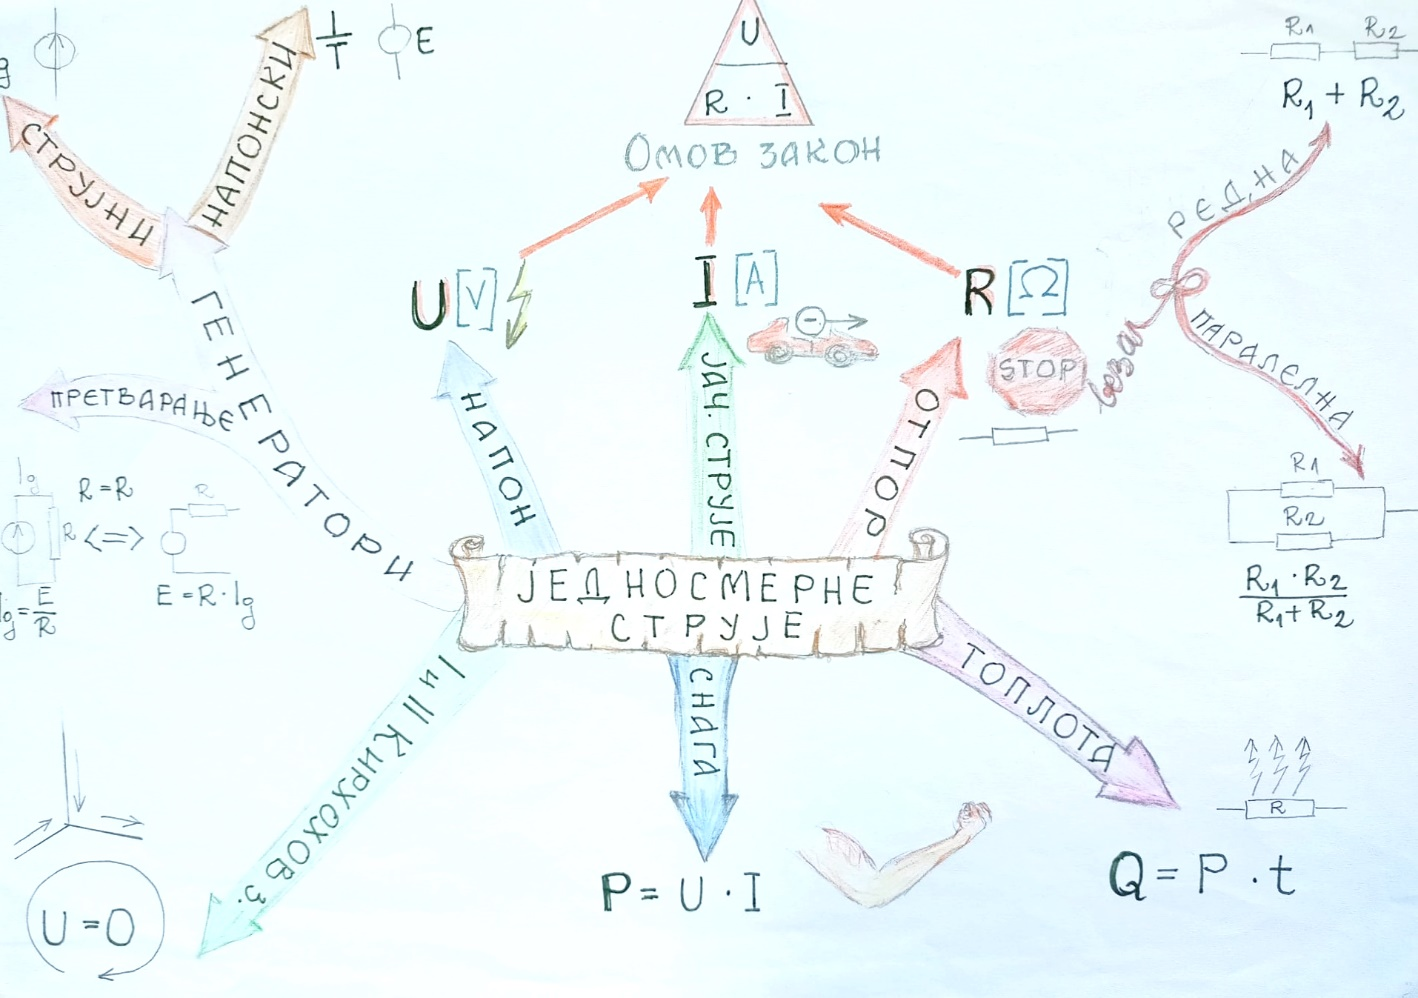 E
U
R · I
Омов закон
R₁ R₂
R₁ + R₂
СТРУЈНИ
НАПОНСКИ
РЕДНА
U [V]
I [A]
R [Ω]
STOP
веза
ПАРАЛЕЛНА
ГЕНЕРАТОРИ
ПРЕТВАРАЊЕ
НАПОН
ЈАЧ. СТРУЈЕ
ОТПОР
Ig
R = R
R
R
<=>
Ig = E/R
E = R · Ig
R₁
R₂
R₁ · R₂
R₁ + R₂
ЈЕДНОСМЕРНЕ
СТРУЈЕ
I и II КИРХОХОВ З.
СНАГА
ТОПЛОТА
R
U = 0
P = U · I
Q = P · t